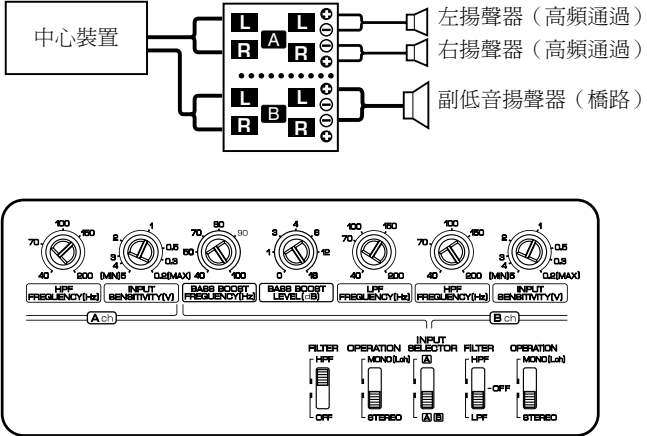 中心裝置
L L
R A R
L L
R B R
左揚聲器（高頻通過）
右揚聲器（高頻通過）
副低音揚聲器（橋路）
70 100 150 40 200
HPF
FREQUENCY(Hz)
1 2 3 4 0.5 0.3 (MIN)5 0.2(MAX)
INPUT
SENSITIVITY(V)
80 70 90 50 40 100
BASS BOOST
FREQUENCY(Hz)
4 3 6 1 12 0 18
BASS BOOST
LEVEL(dB)
100 150 70 40 200
LPF
FREQUENCY(Hz)
100 70 150 40 200
HPF
FREQUENCY(Hz)
1 2 3 4 0.5 0.3 (MIN)5 0.2(MAX)
INPUT
SENSITIVITY(V)
A ch
B ch
FILTER
HPF
OFF
OPERATION
MONO(Lch)
STEREO
INPUT
SELECTOR
A
A B
FILTER
HPF
OFF
LPF
OPERATION
MONO(Lch)
STEREO